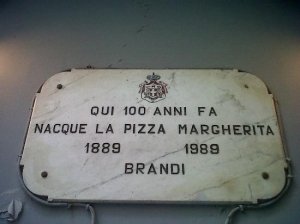 QUI 100 ANNI FA
NACQUE LA PIZZA MARGHERITA
1889 1989
BRANDI